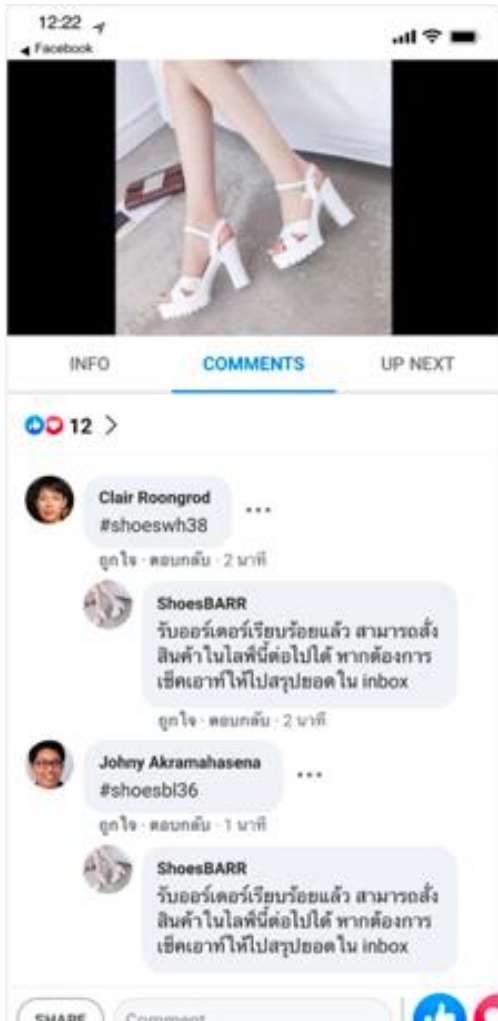 12:22
Facebook
INFO COMMENTS UP NEXT
12
Clair Roongrod
#shoeswh38
ถูกใจ · ตอบกลับ · 2 นาที
ShoesBARR
รับออร์เดอร์เรียบร้อยแล้ว สามารถสั่ง
สินค้าในไลฟ์นี้ต่อไปได้ หากต้องการ
เช็คเอาท์ให้ไปสรุปยอดใน inbox
ถูกใจ · ตอบกลับ · 2 นาที
Johny Akramahasena
#shoesbl36
ถูกใจ · ตอบกลับ · 1 นาที
ShoesBARR
รับออร์เดอร์เรียบร้อยแล้ว สามารถสั่ง
สินค้าในไลฟ์นี้ต่อไปได้ หากต้องการ
เช็คเอาท์ให้ไปสรุปยอดใน inbox
SHARE Comment